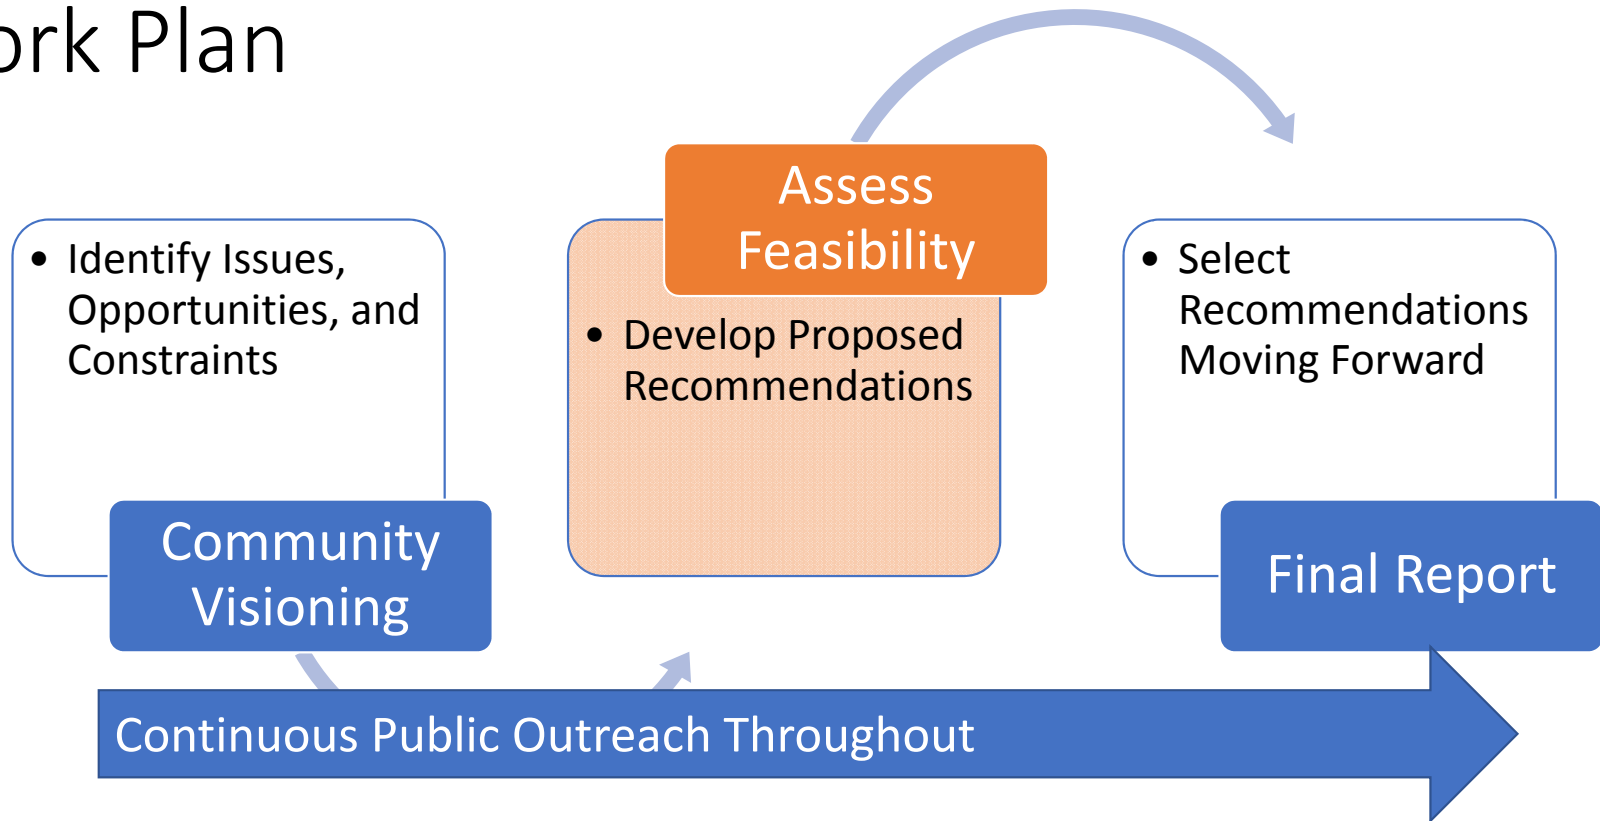 ork Plan
• Identify Issues,
Opportunities, and
Constraints
Community
Visioning
Assess
Feasibility
• Develop Proposed
Recommendations
• Select
Recommendations
Moving Forward
Final Report
Continuous Public Outreach Throughout